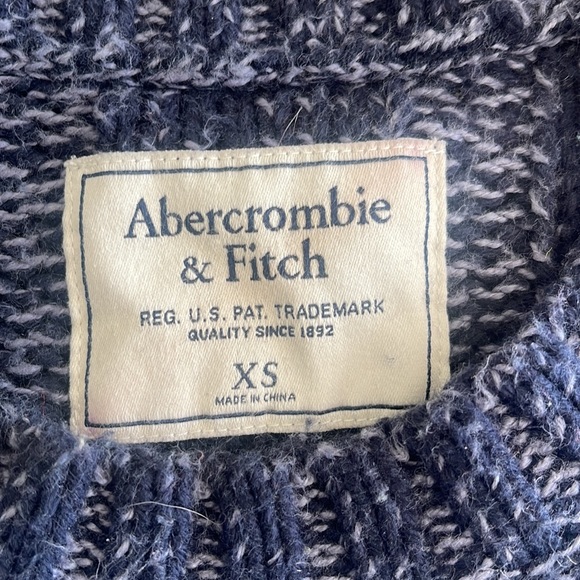 Abercrombie
& Fitch
REG. U.S. PAT. TRADEMARK
QUALITY SINCE 1892
XS
MADE IN CHINA